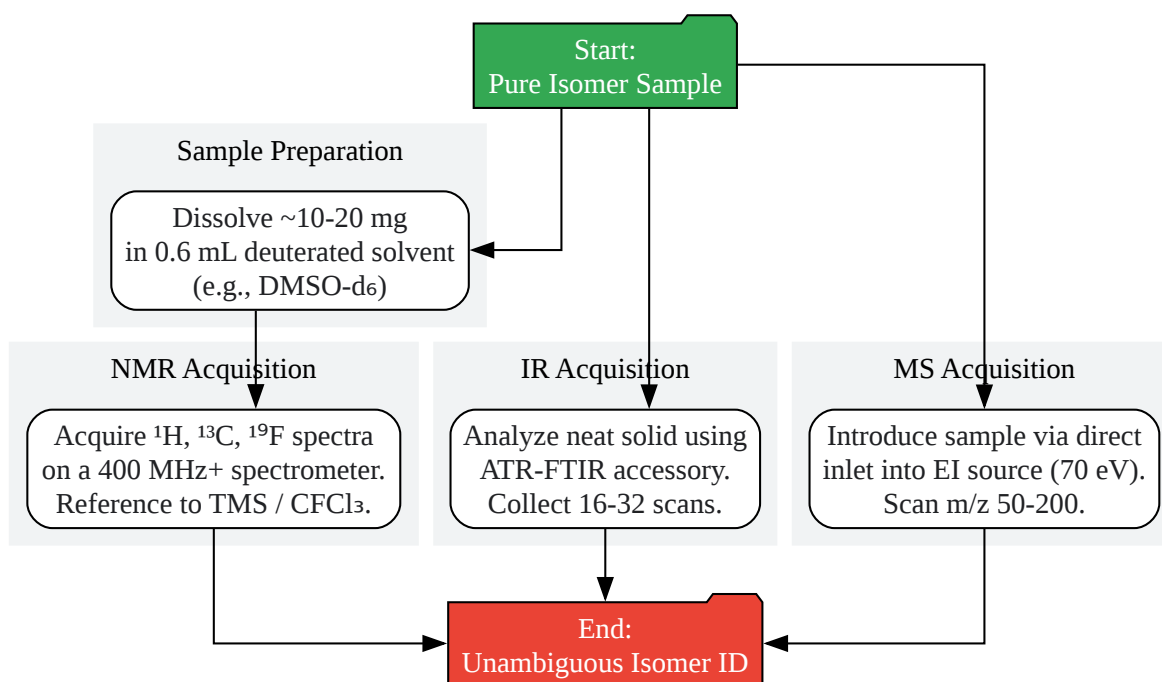 Start:
Pure Isomer Sample
Sample Preparation
Dissolve ~10-20 mg
in 0.6 mL deuterated solvent
(e.g., DMSO-d₆)
NMR Acquisition
Acquire ¹H, ¹³C, ¹⁹F spectra
on a 400 MHz+ spectrometer.
Reference to TMS / CFCl₃.
IR Acquisition
Analyze neat solid using
ATR-FTIR accessory.
Collect 16-32 scans.
MS Acquisition
Introduce sample via direct
inlet into EI source (70 eV).
Scan m/z 50-200.
End:
Unambiguous Isomer ID